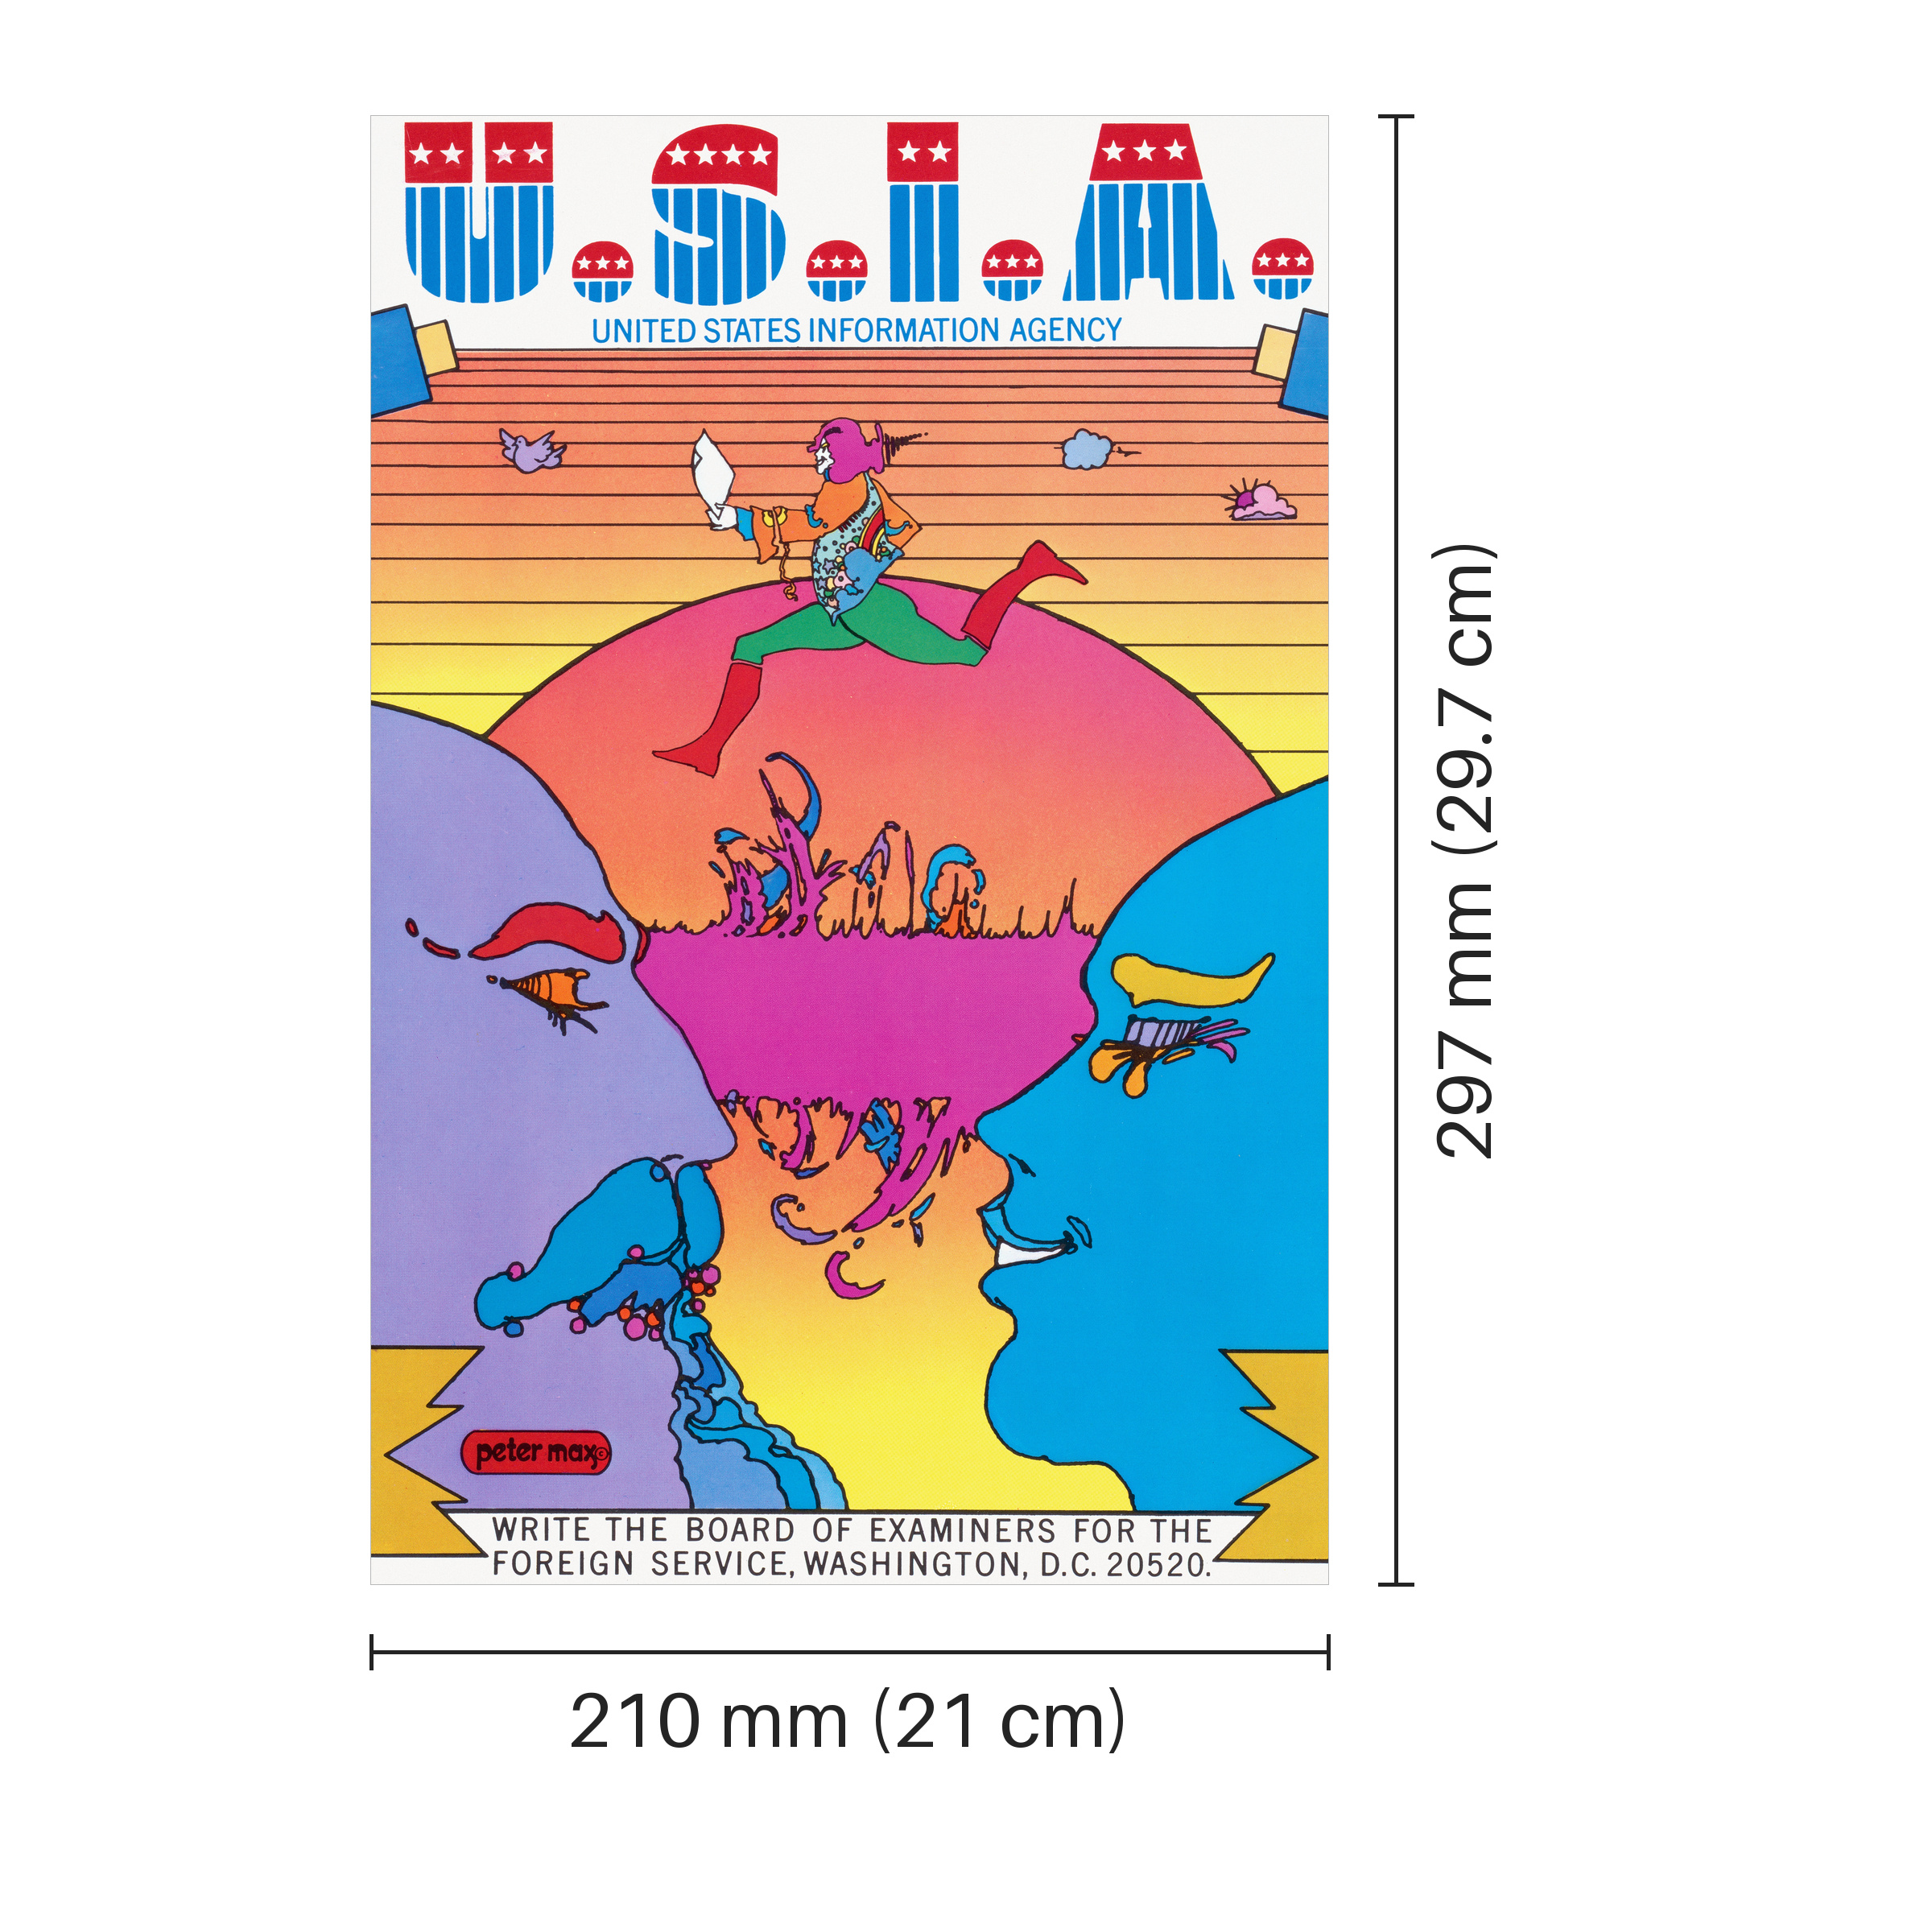 U.S.I.A.
UNITED STATES INFORMATION AGENCY
peter max©
WRITE THE BOARD OF EXAMINERS FOR THE
FOREIGN SERVICE, WASHINGTON, D.C. 20520.
297 mm (29.7 cm)
210 mm (21 cm)